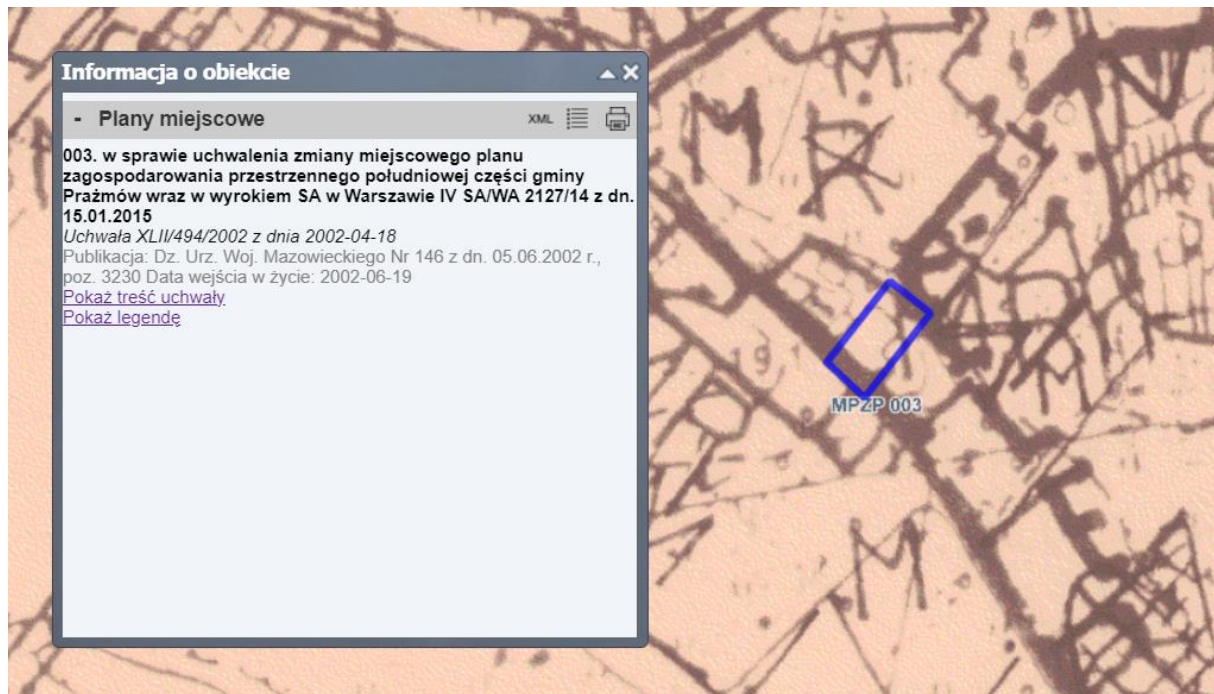 Informacja o obiekcie
- Plany miejscowe XML
003. w sprawie uchwalenia zmiany miejscowego planu
zagospodarowania przestrzennego południowej części gminy
Prażmów wraz w wyrokiem SA w Warszawie IV SA/WA 2127/14 z dn.
15.01.2015
Uchwała XLII/494/2002 z dnia 2002-04-18
Publikacja: Dz. Urz. Woj. Mazowieckiego Nr 146 z dn. 05.06.2002 r.,
poz. 3230 Data wejścia w życie: 2002-06-19
Pokaż treść uchwały
Pokaż legendę
M R
19,1
MPZP 003
M